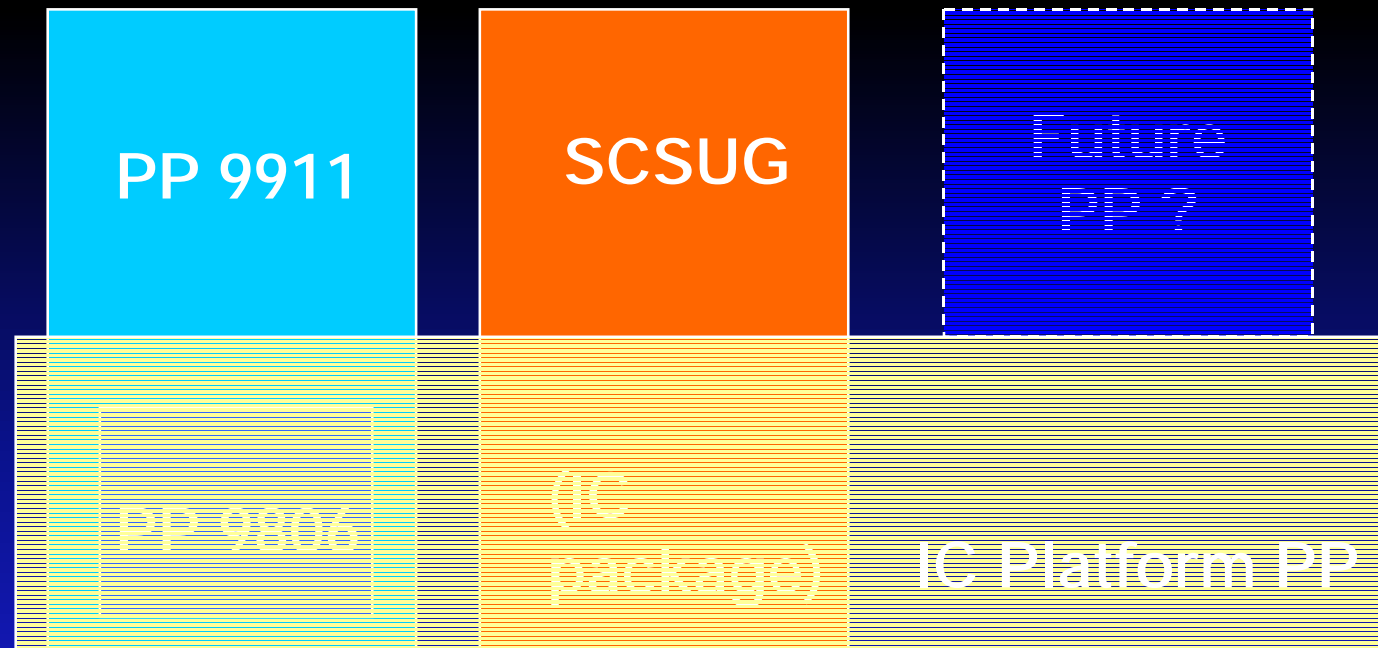 PP 9911
SCSUG
Future
PP ?
PP 9806
(IC
package)
IC Platform PP